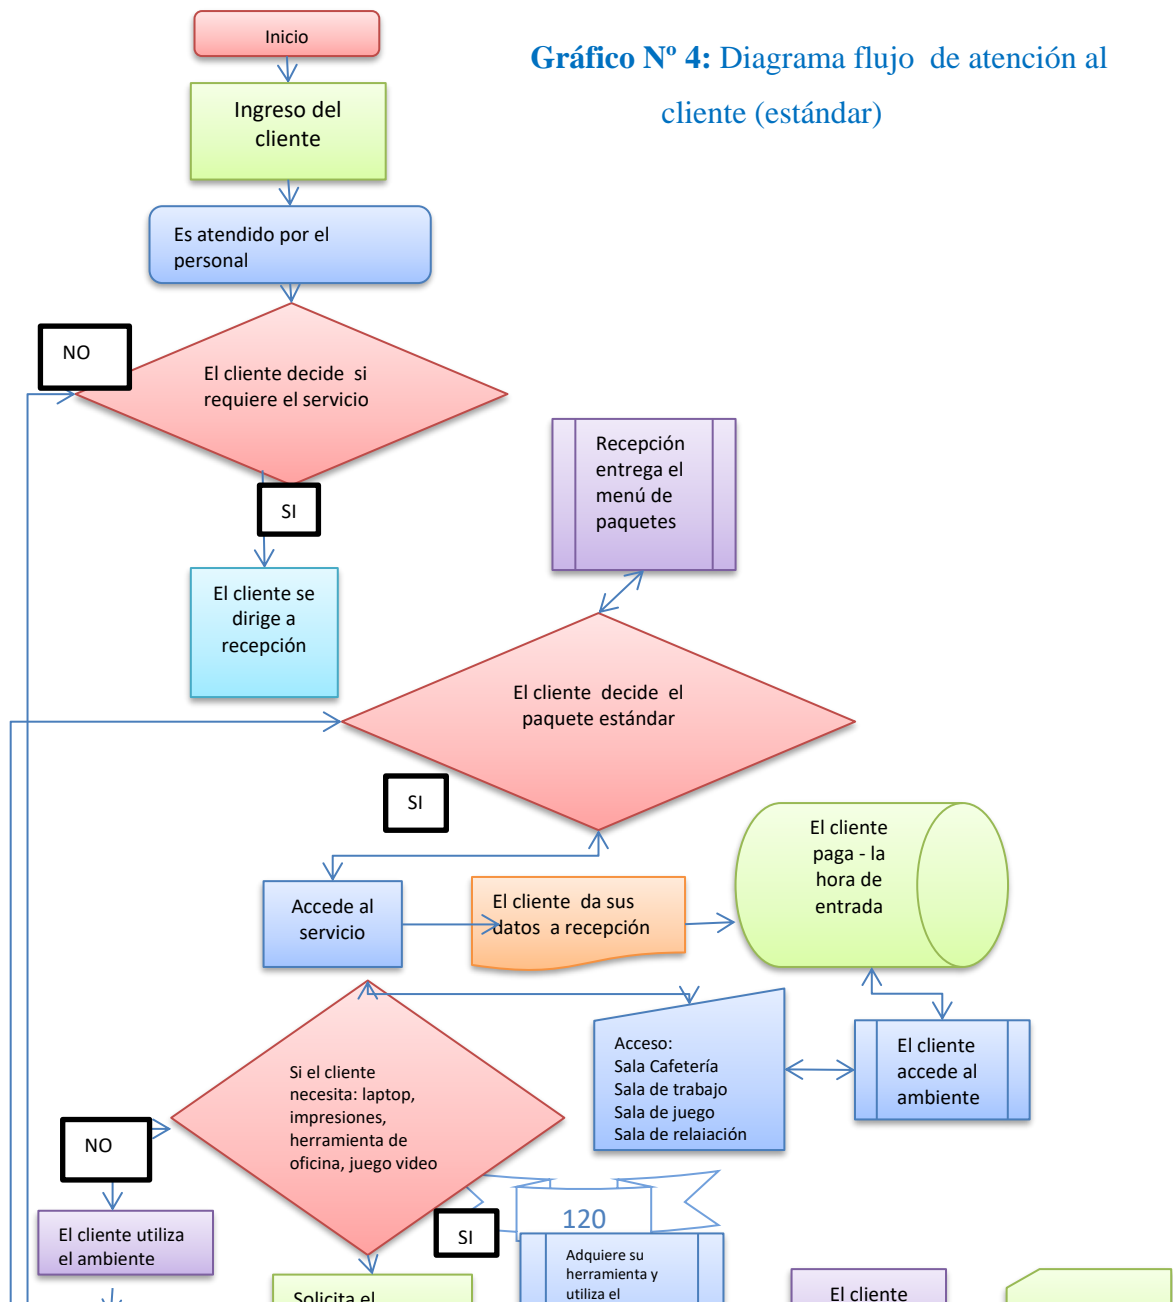 Inicio
Gráfico Nº 4: Diagrama flujo de atención al
cliente (estándar)
Ingreso del
cliente
Es atendido por el
personal
NO
El cliente decide si
requiere el servicio
SI
Recepción
entrega el
menú de
paquetes
El cliente se
dirige a
recepción
El cliente decide el
paquete estándar
SI
El cliente
paga - la
hora de
entrada
Accede al
servicio
El cliente da sus
datos a recepción
Acceso:
Sala Cafetería
Sala de trabajo
Sala de juego
Sala de relaiación
El cliente
accede al
ambiente
Si el cliente
necesita: laptop,
impresiones,
herramienta de
oficina, juego video
NO
SI
120
El cliente utiliza
el ambiente
Adquiere su
herramienta y
utiliza el
Solicita el
El cliente